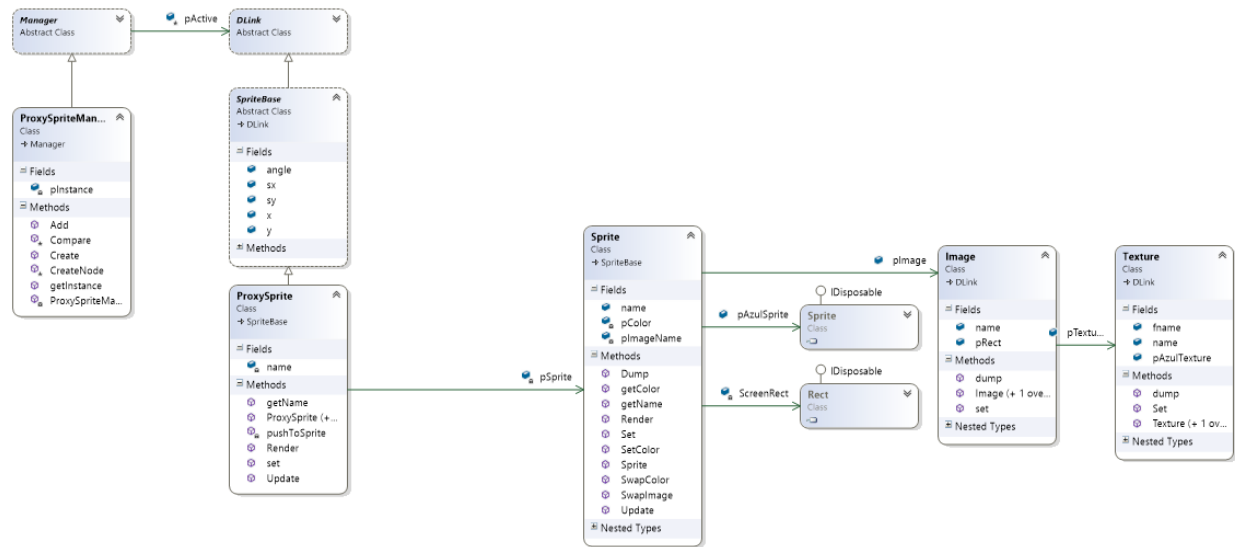 Manager
Abstract Class
pActive
DLink
Abstract Class
SpriteBase
Abstract Class
DLink
Fields
angle
sx
sy
x
y
Methods
ProxySpriteMan...
Class
Manager
Fields
pInstance
Methods
Add
Compare
Create
CreateNode
getInstance
ProxySpriteMa...
ProxySprite
Class
SpriteBase
Fields
name
Methods
getName
ProxySprite (+...
pushToSprite
Render
set
Update
pSprite
Sprite
Class
SpriteBase
Fields
name
pColor
pImageName
Methods
Dump
getColor
getName
Render
Set
SetColor
Sprite
SwapColor
SwapImage
Update
Nested Types
pImage
IDisposable
pAzulSprite
Sprite
Class
IDisposable
ScreenRect
Rect
Class
Image
Class
DLink
Fields
name
pRect
Methods
dump
Image (+ 1 ove...
set
Nested Types
pTextu...
Texture
Class
DLink
Fields
fname
name
pAzulTexture
Methods
dump
Set
Texture (+ 1 ov...
Nested Types